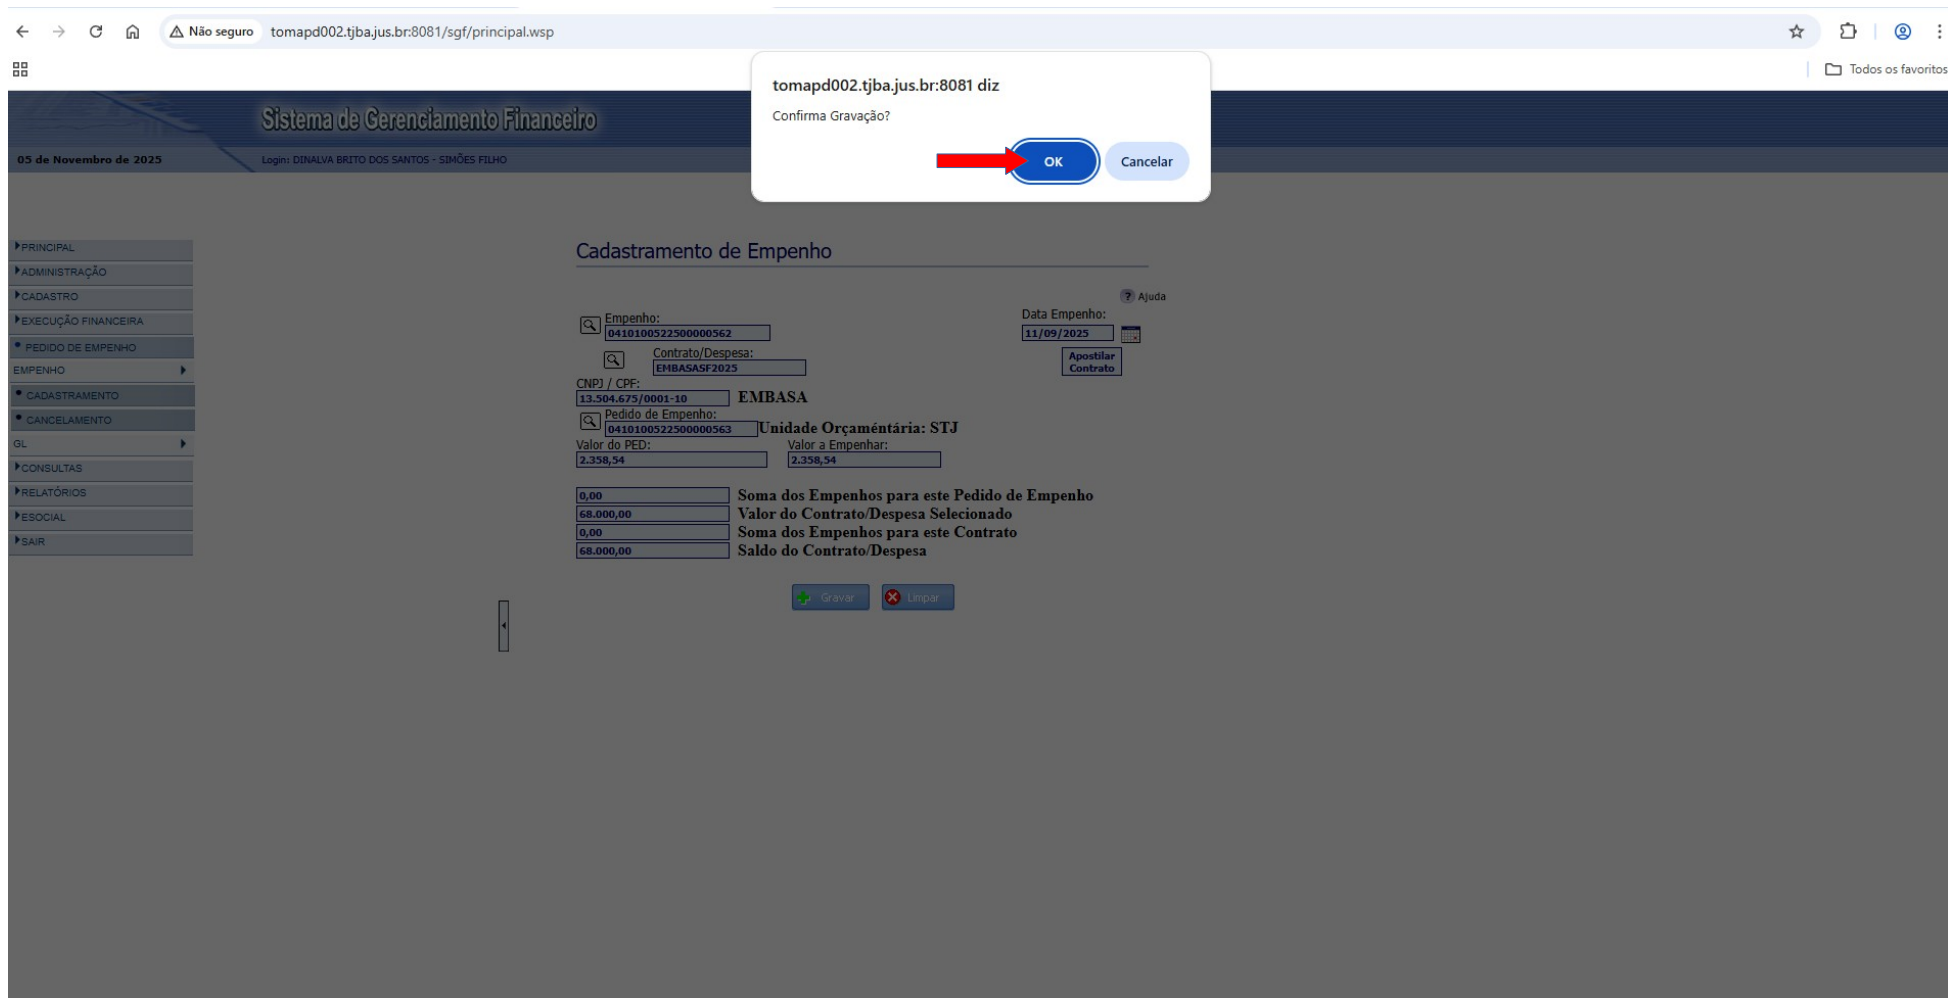 Não seguro tomapd002.tjba.jus.br:8081/sgf/principal.wsp
Todos os favoritos
tomapd002.tjba.jus.br:8081 diz
Confirma Gravação?
OK Cancelar
Sistema de Gerenciamento Financeiro
05 de Novembro de 2025 Login: DINALVA BRITO DOS SANTOS - SIMÕES FILHO
PRINCIPAL
ADMINISTRAÇÃO
CADASTRO
EXECUÇÃO FINANCEIRA
PEDIDO DE EMPENHO
EMPENHO
CADASTRAMENTO
CANCELAMENTO
GL
CONSULTAS
RELATÓRIOS
ESOCIAL
SAIR
Cadastramento de Empenho
? Ajuda
Empenho: Data Empenho:
0410100522500000562 11/09/2025
Contrato/Despesa: Apostilar
EMBASASF2025 Contrato
CNPJ / CPF:
13.504.675/0001-10 EMBASA
Pedido de Empenho:
0410100522500000563 Unidade Orçaméntária: STJ
Valor do PED: Valor a Empenhar:
2.358,54 2.358,54
0,00 Soma dos Empenhos para este Pedido de Empenho
68.000,00 Valor do Contrato/Despesa Selecionado
0,00 Soma dos Empenhos para este Contrato
68.000,00 Saldo do Contrato/Despesa
Gravar Limpar